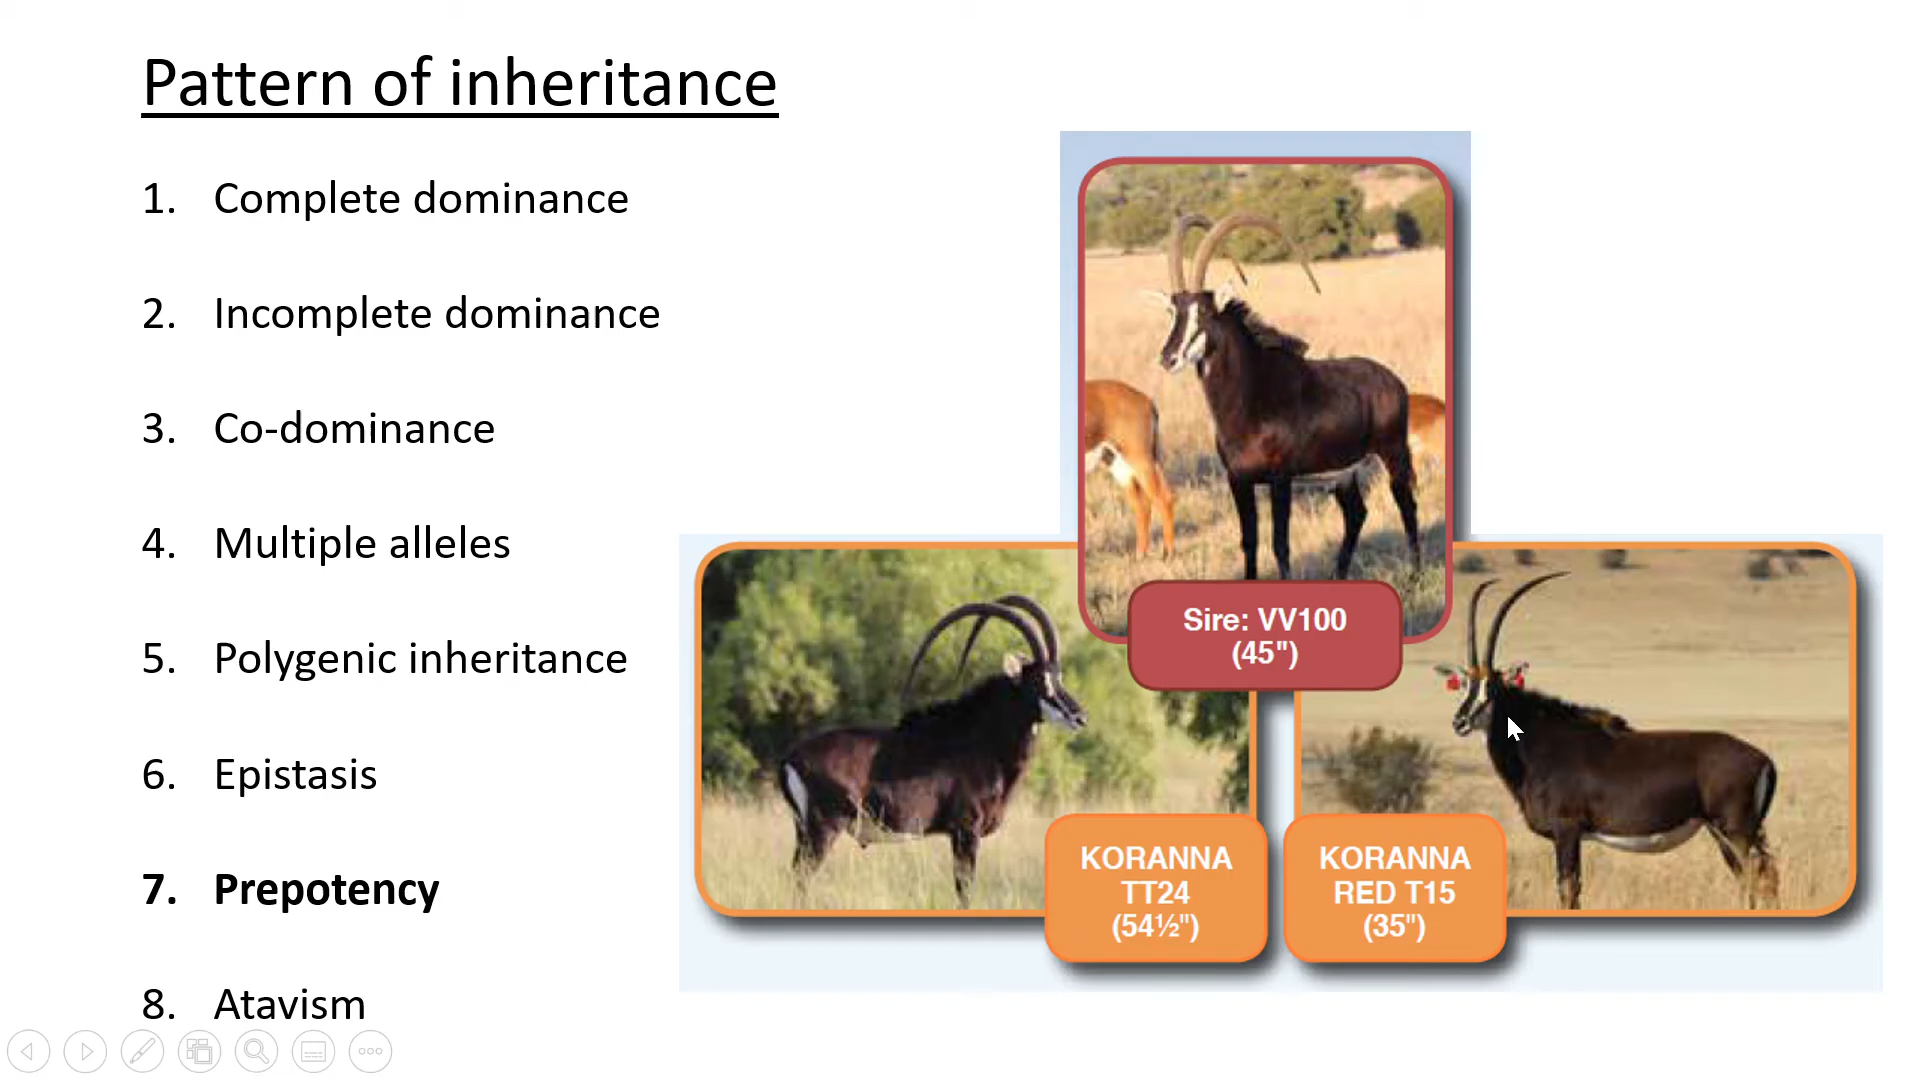 Pattern of inheritance
1. Complete dominance
2. Incomplete dominance
3. Co-dominance
4. Multiple alleles
5. Polygenic inheritance
6. Epistasis
7. Prepotency
8. Atavism
Sire: VV100
(45")
KORANNA
TT24
(54½")
KORANNA
RED T15
(35")